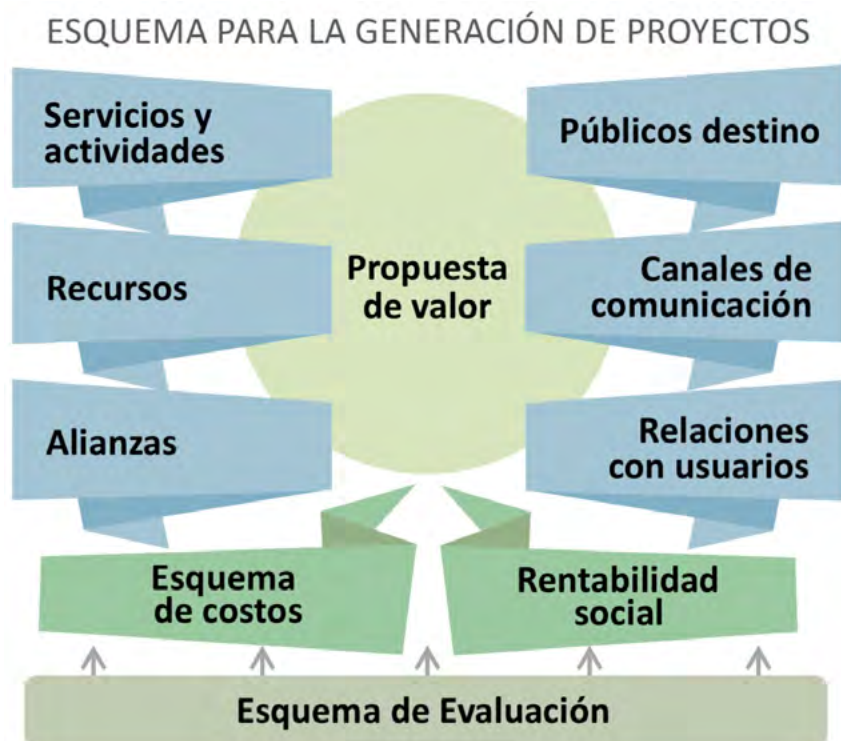 ESQUEMA PARA LA GENERACIÓN DE PROYECTOS
Servicios y
actividades
Recursos
Alianzas
Propuesta
de valor
Públicos destino
Canales de
comunicación
Relaciones
con usuarios
Esquema
de costos
Rentabilidad
social
Esquema de Evaluación